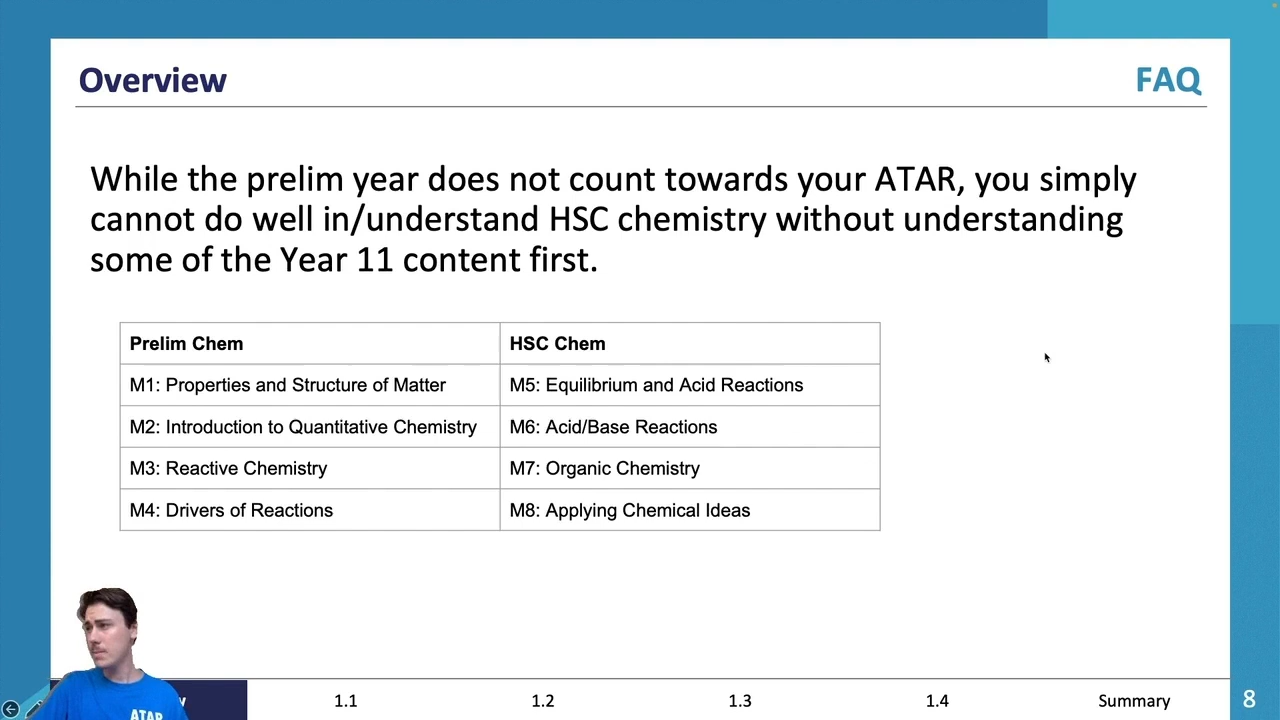 Overview
FAQ
While the prelim year does not count towards your ATAR, you simply
cannot do well in/understand HSC chemistry without understanding
some of the Year 11 content first.
Prelim Chem
HSC Chem
M1: Properties and Structure of Matter
M5: Equilibrium and Acid Reactions
M2: Introduction to Quantitative Chemistry
M6: Acid/Base Reactions
M3: Reactive Chemistry
M7: Organic Chemistry
M4: Drivers of Reactions
M8: Applying Chemical Ideas
ATAR
1.1
1.2
1.3
1.4
Summary
8